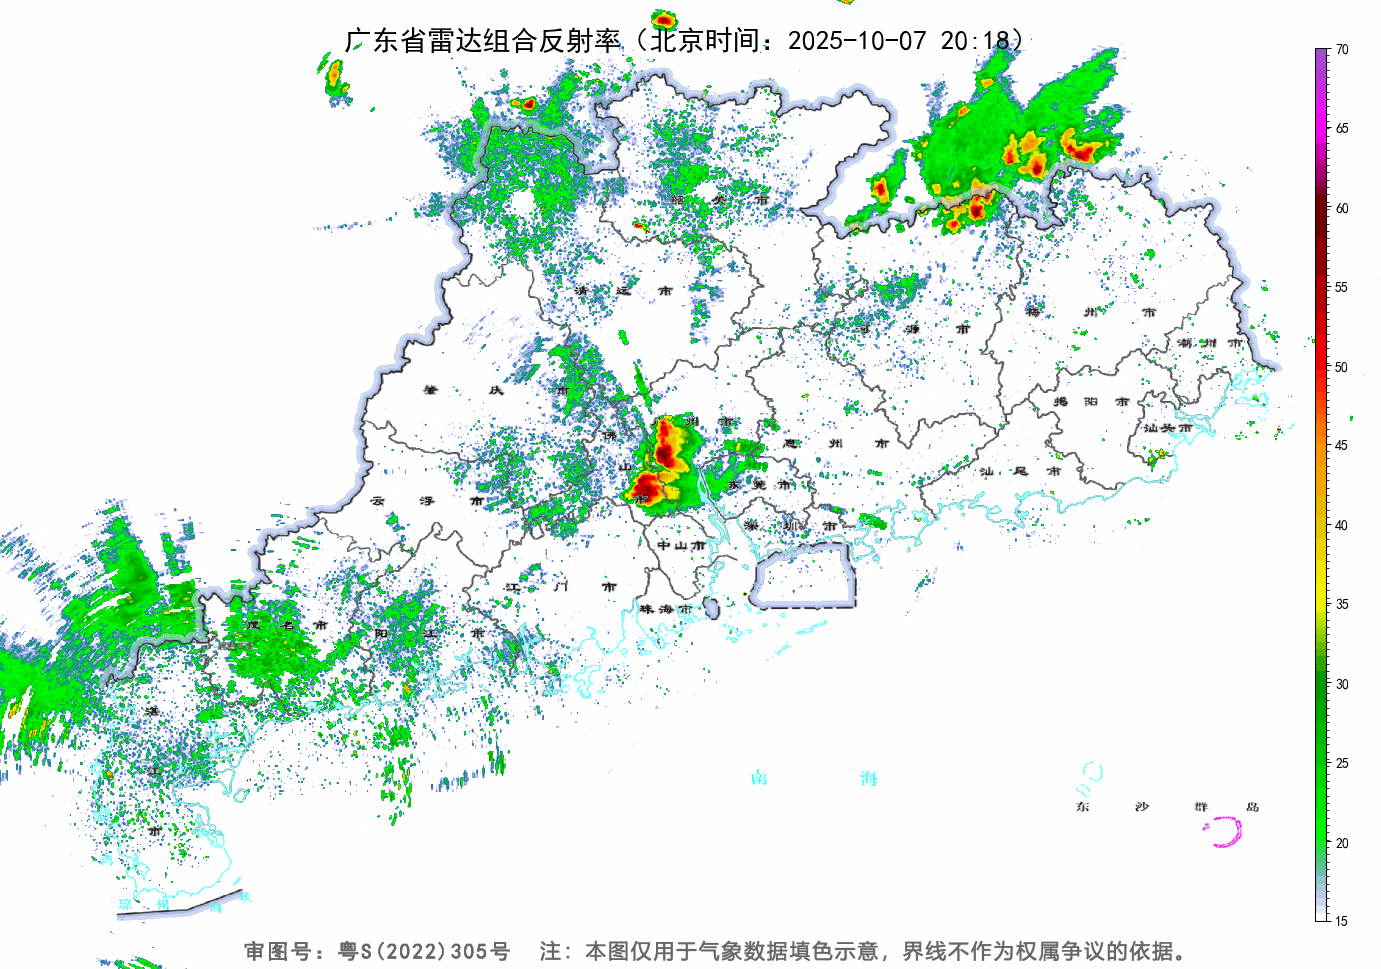 广东省雷达组合反射率（北京时间：2025-10-07 20:18）
70
65
60
55
50
45
40
35
30
25
20
15
韶关市
清远市
河源市
梅州市
潮州市
肇庆市
揭阳市
汕头市
州市
惠州市
佛山市
汕尾市
东莞市
云浮市
深圳市
中山市
江门市
珠海市
茂名市
阳江市
湛江市
南海
东沙群岛
琼州海峡
审图号：粤S(2022)305号 注：本图仅用于气象数据填色示意，界线不作为权属争议的依据。